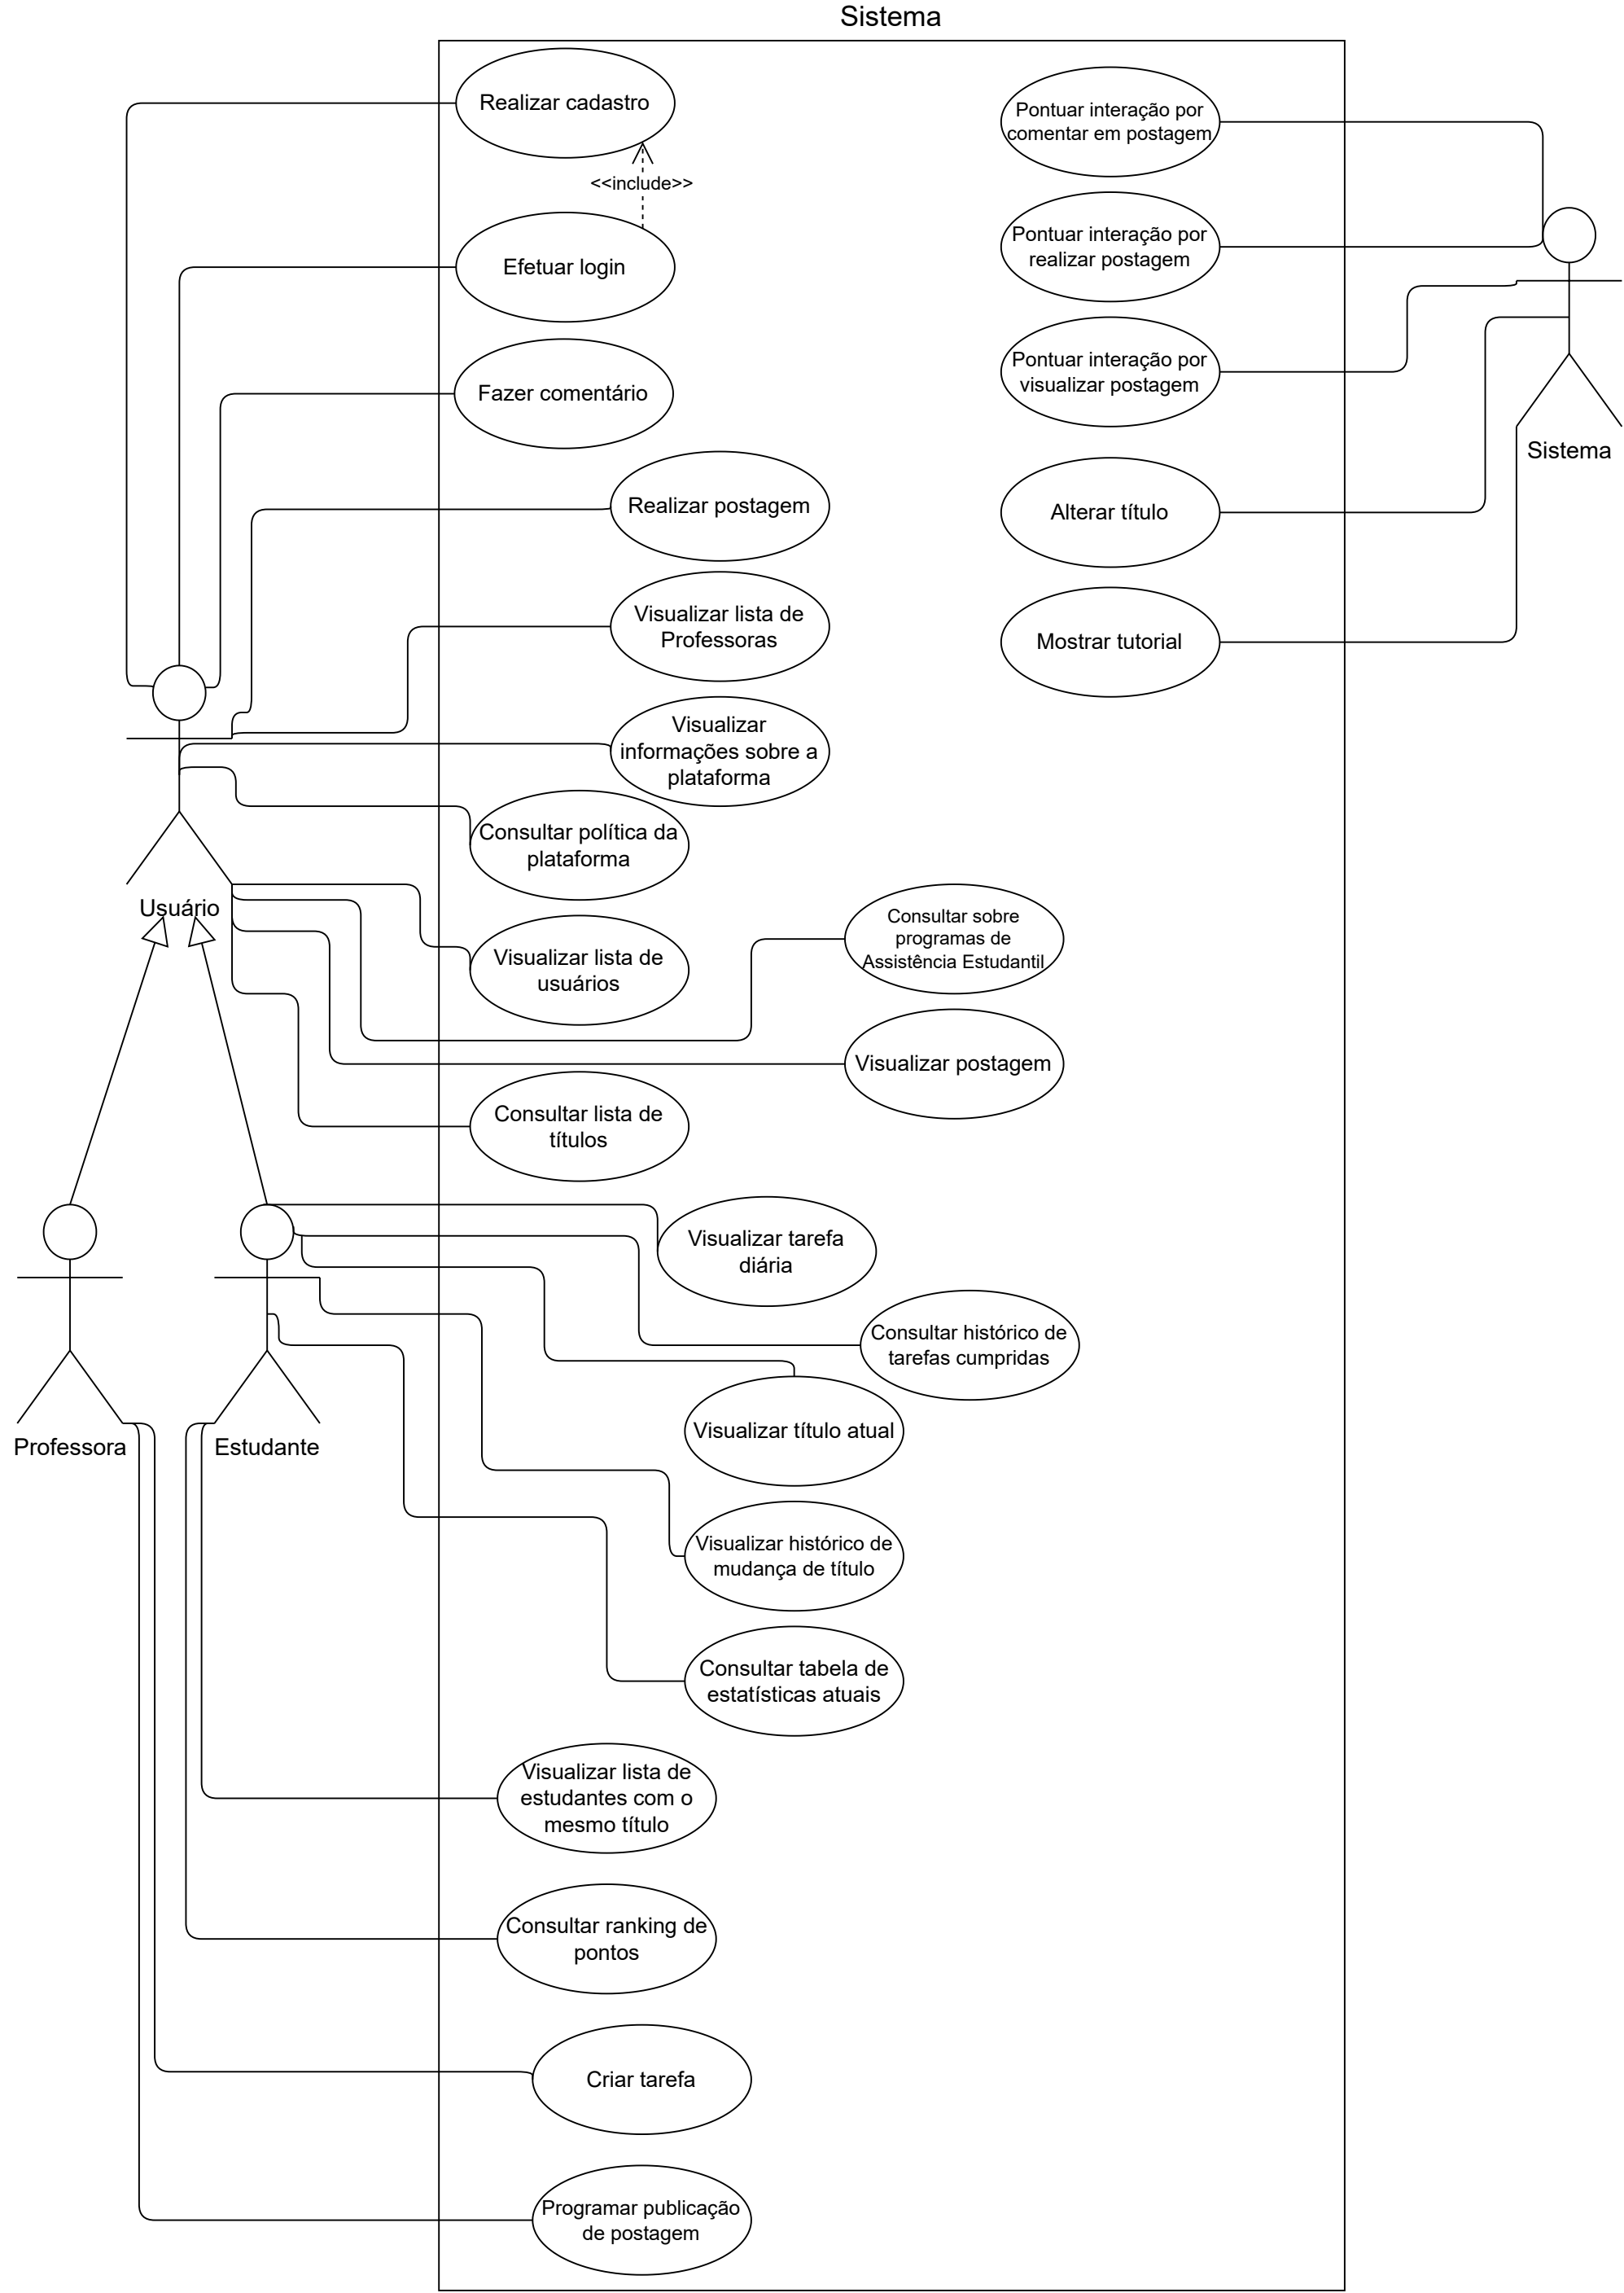 Sistema
Realizar cadastro
<<include>>
Efetuar login
Fazer comentário
Realizar postagem
Visualizar lista de
Professoras
Visualizar
informações sobre a
plataforma
Consultar política da
plataforma
Visualizar lista de
usuários
Consultar sobre
programas de
Assistência Estudantil
Visualizar postagem
Consultar lista de
títulos
Pontuar interação por
comentar em postagem
Pontuar interação por
realizar postagem
Pontuar interação por
visualizar postagem
Alterar título
Mostrar tutorial
Sistema
Usuário
Professora
Estudante
Visualizar tarefa
diária
Consultar histórico de
tarefas cumpridas
Visualizar título atual
Visualizar histórico de
mudança de título
Consultar tabela de
estatísticas atuais
Visualizar lista de
estudantes com o
mesmo título
Consultar ranking de
pontos
Criar tarefa
Programar publicação
de postagem